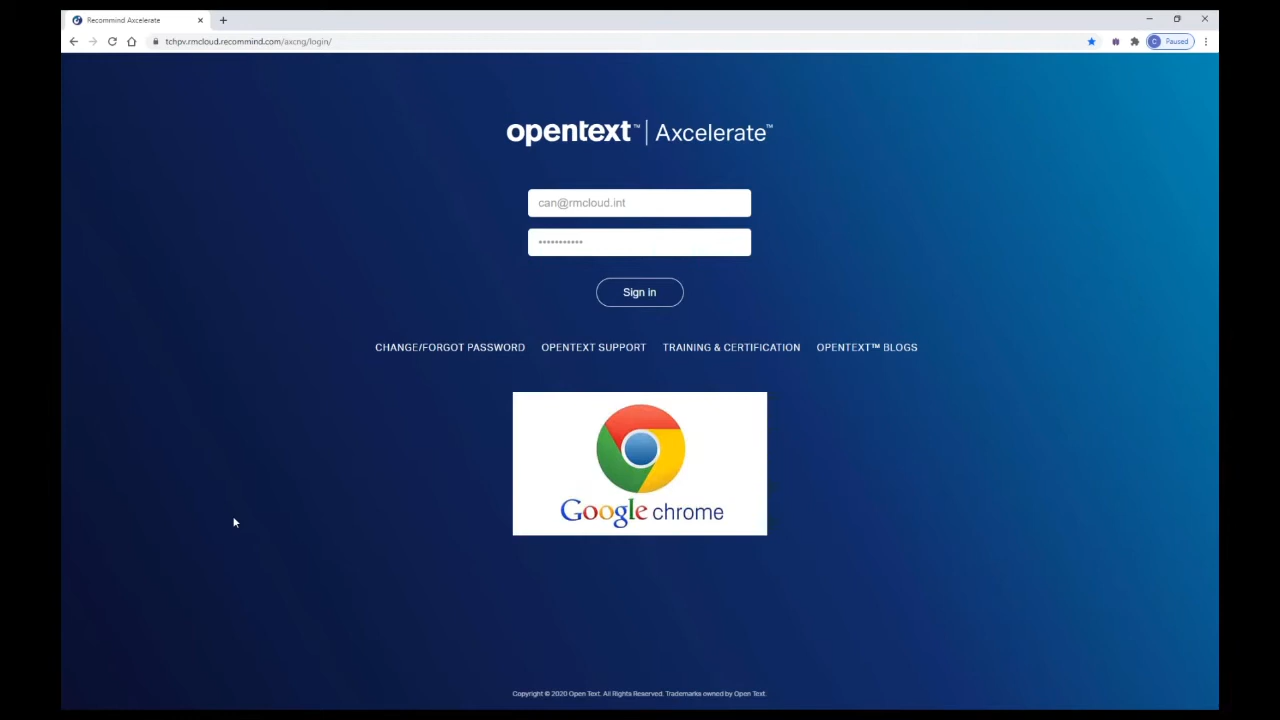 Recommind Axcelerate
tchpv.rmcloud.recommind.com/axcng/login/
C Paused
opentext™ | Axcelerate™
can@rmcloud.int
•••••••••••
Sign in
CHANGE/FORGOT PASSWORD OPENTEXT SUPPORT TRAINING & CERTIFICATION OPENTEXT™ BLOGS
Google chrome
Copyright © 2020 Open Text. All Rights Reserved. Trademarks owned by Open Text.